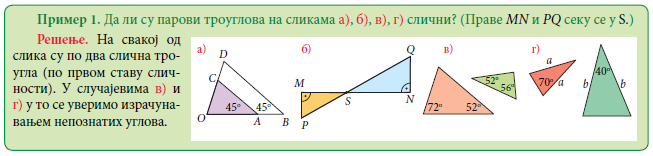 Пример 1. Да ли су парови троуглова на сликама а), б), в), г) слични? (Праве MN и PQ секу се у S.)
Решење. На свакој од
слика су по два слична тро-
угла (по првом ставу слич-
ности). У случајевима в) и
г) у то се уверимо израчуна-
вањем непознатих углова.
а)
D
C
45°
45°
O
A
B
б)
Q
M
S
N
P
в)
72°
52°
52°
56°
г)
a
70°
a
40°
b
b